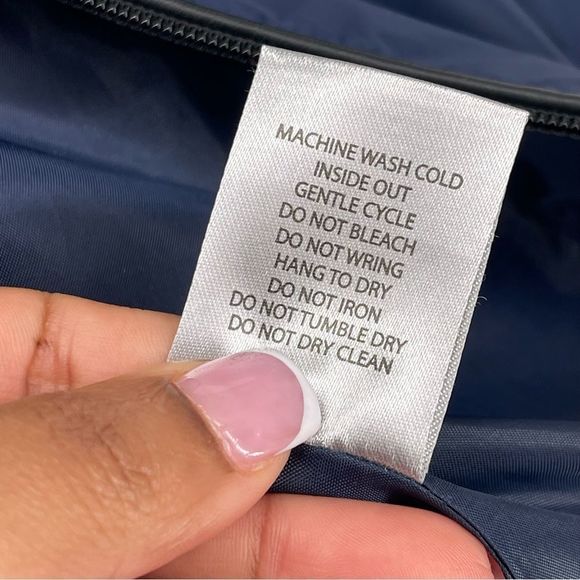 MACHINE WASH COLD
INSIDE OUT
GENTLE CYCLE
DO NOT BLEACH
DO NOT WRING
HANG TO DRY
DO NOT IRON
DO NOT TUMBLE DRY
DO NOT DRY CLEAN